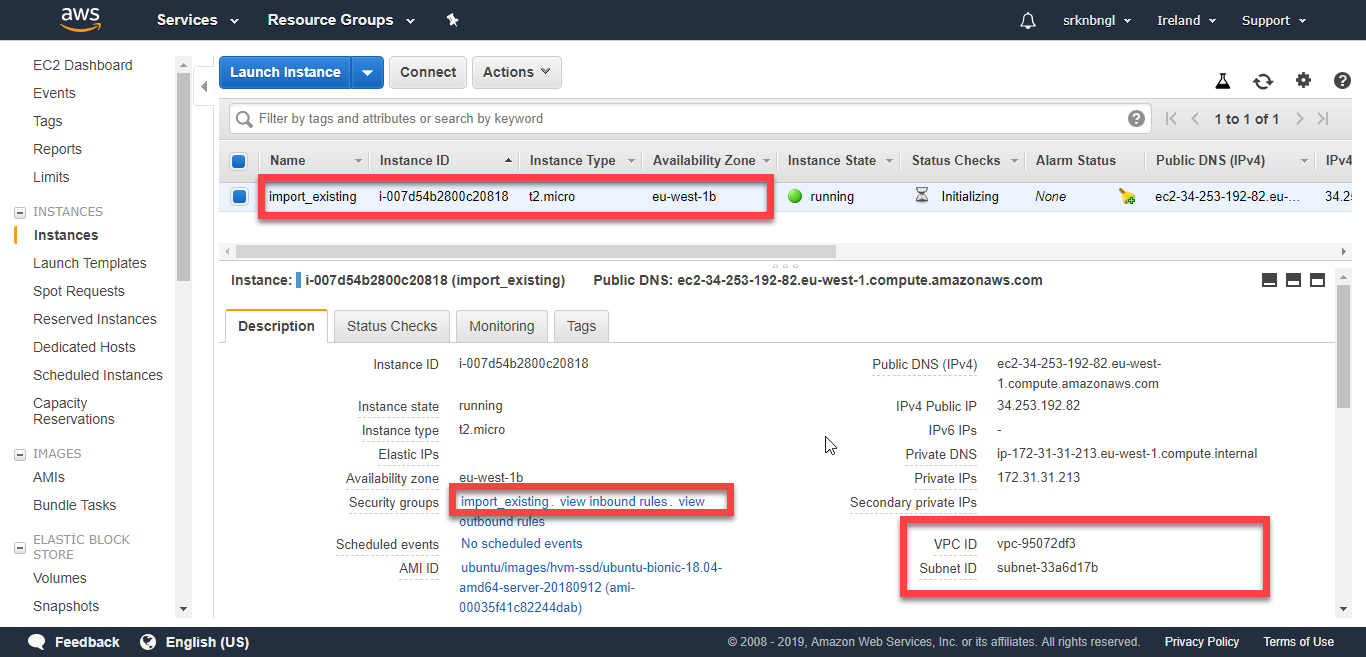 aws Services Resource Groups srknbngl Ireland Support
EC2 Dashboard
Events
Tags
Reports
Limits
INSTANCES
Instances
Launch Templates
Spot Requests
Reserved Instances
Dedicated Hosts
Scheduled Instances
Capacity
Reservations
IMAGES
AMIs
Bundle Tasks
ELASTİC BLOCK
STORE
Volumes
Snapshots
Launch Instance Connect Actions
Filter by tags and attributes or search by keyword ? 1 to 1 of 1
Name Instance ID Instance Type Availability Zone Instance State Status Checks Alarm Status Public DNS (IPv4) IPv4
import_existing i-007d54b2800c20818 t2.micro eu-west-1b running Initializing None ec2-34-253-192-82.eu-... 34.25
Instance: i-007d54b2800c20818 (import_existing) Public DNS: ec2-34-253-192-82.eu-west-1.compute.amazonaws.com
Description Status Checks Monitoring Tags
Instance ID i-007d54b2800c20818
Instance state running
Instance type t2.micro
Elastic IPs
Availability zone eu-west-1b
Security groups import_existing . view inbound rules . view
outbound rules
Scheduled events No scheduled events
AMI ID ubuntu/images/hvm-ssd/ubuntu-bionic-18.04-
amd64-server-20180912 (ami-
00035f41c82244dab)
Public DNS (IPv4) ec2-34-253-192-82.eu-west-
1.compute.amazonaws.com
IPv4 Public IP 34.253.192.82
IPv6 IPs -
Private DNS ip-172-31-31-213.eu-west-1.compute.internal
Private IPs 172.31.31.213
Secondary private IPs
VPC ID vpc-95072df3
Subnet ID subnet-33a6d17b
Feedback English (US) © 2008 - 2019, Amazon Web Services, Inc. or its affiliates. All rights reserved. Privacy Policy Terms of Use